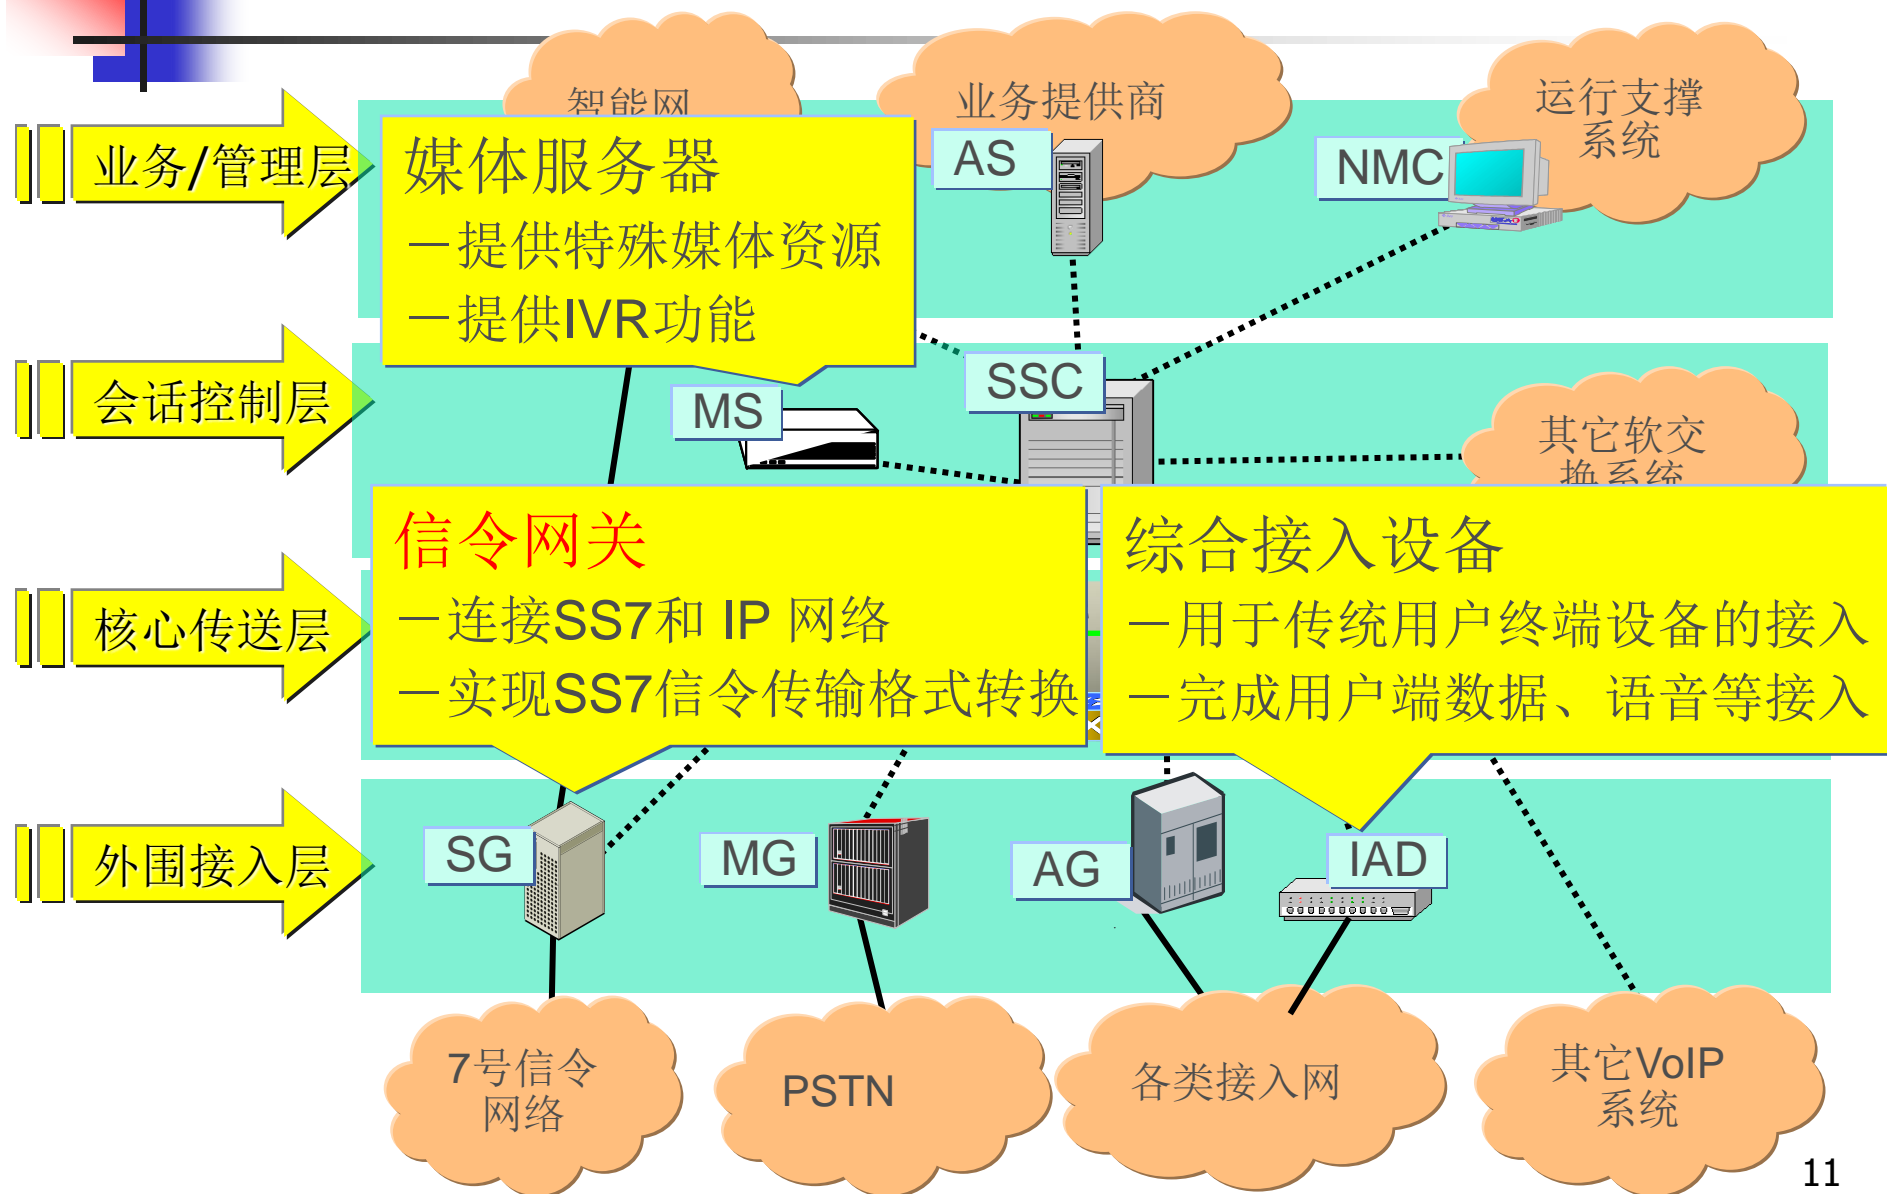 智能网
业务提供商
运行支撑
系统
业务/管理层
媒体服务器
－提供特殊媒体资源
－提供IVR功能
AS
NMC
会话控制层
MS
SSC
其它软交
换系统
核心传送层
信令网关
－连接SS7和 IP 网络
－实现SS7信令传输格式转换
综合接入设备
－用于传统用户终端设备的接入
－完成用户端数据、语音等接入
外围接入层
SG
MG
AG
IAD
7号信令
网络
PSTN
各类接入网
其它VoIP
系统
11